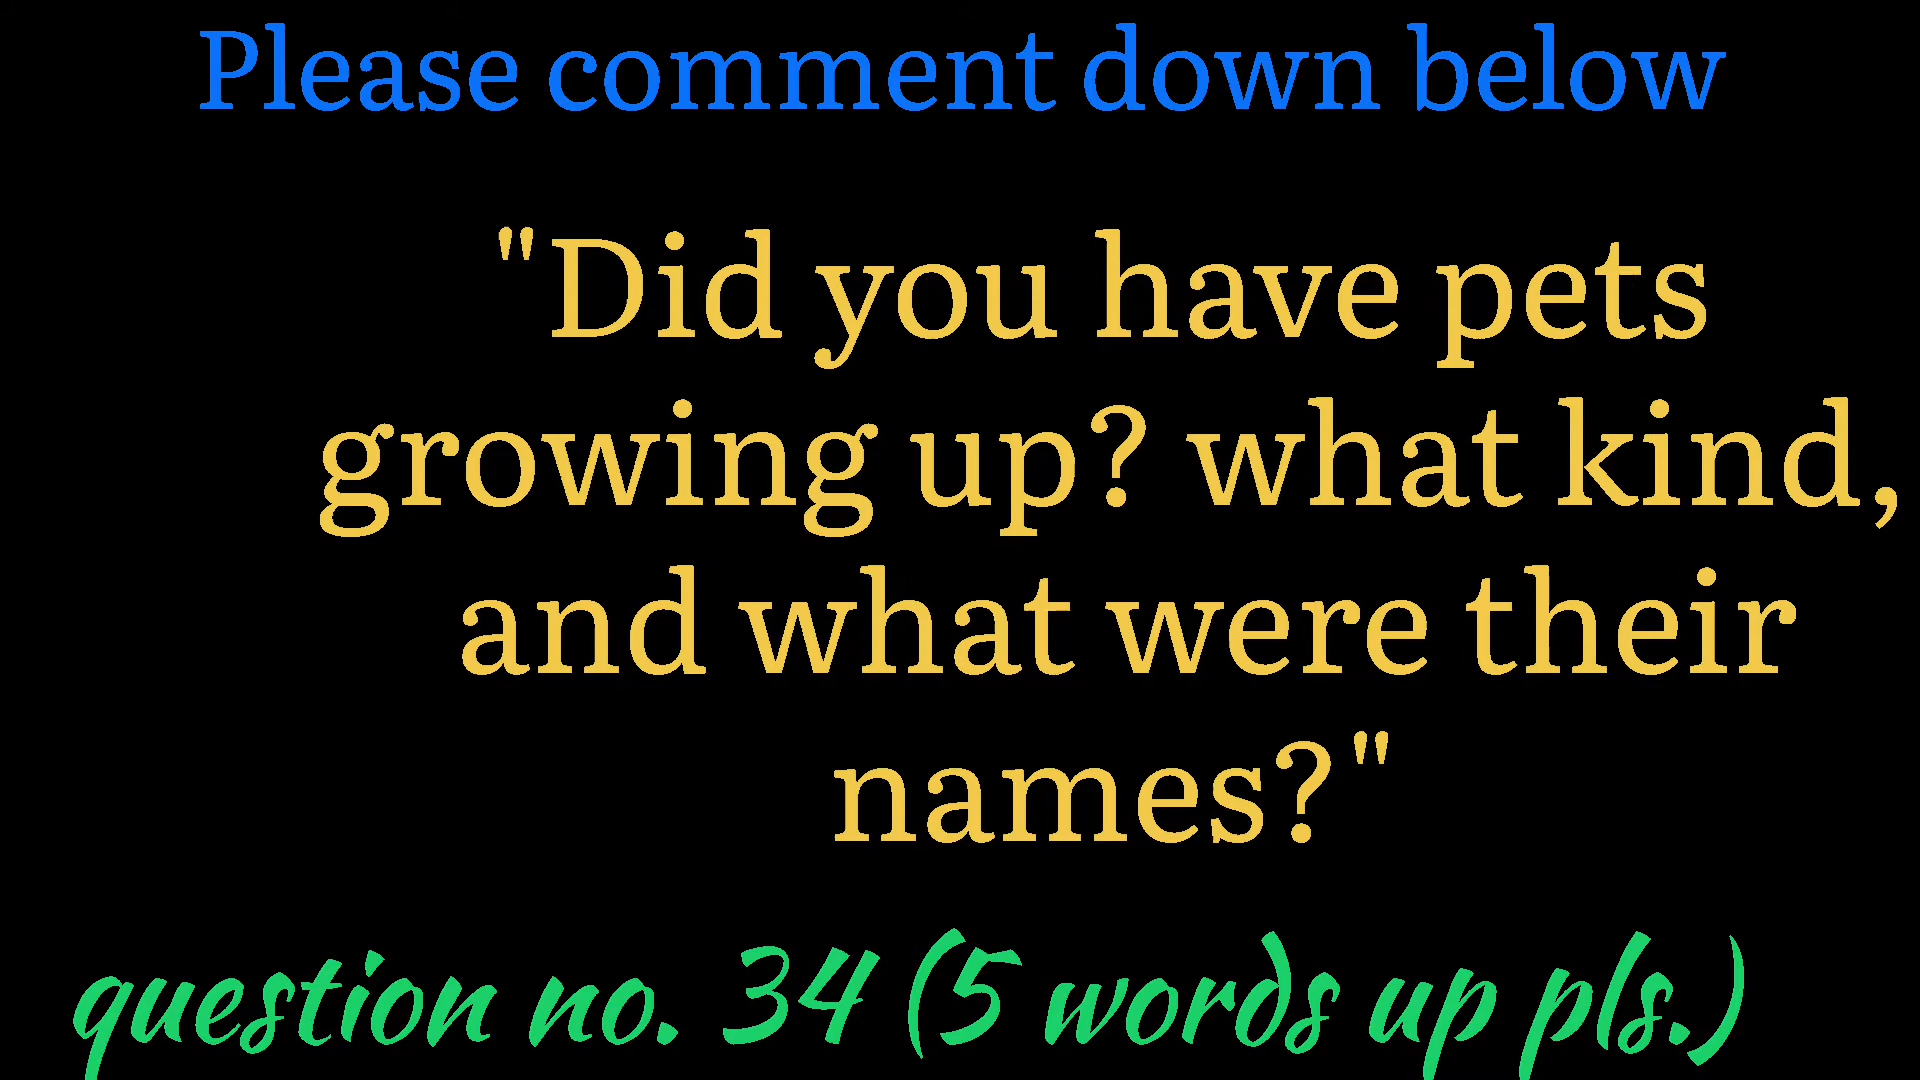 Please comment down below
"Did you have pets
growing up? what kind,
and what were their
names?"
question no. 34 (5 words up pls.)